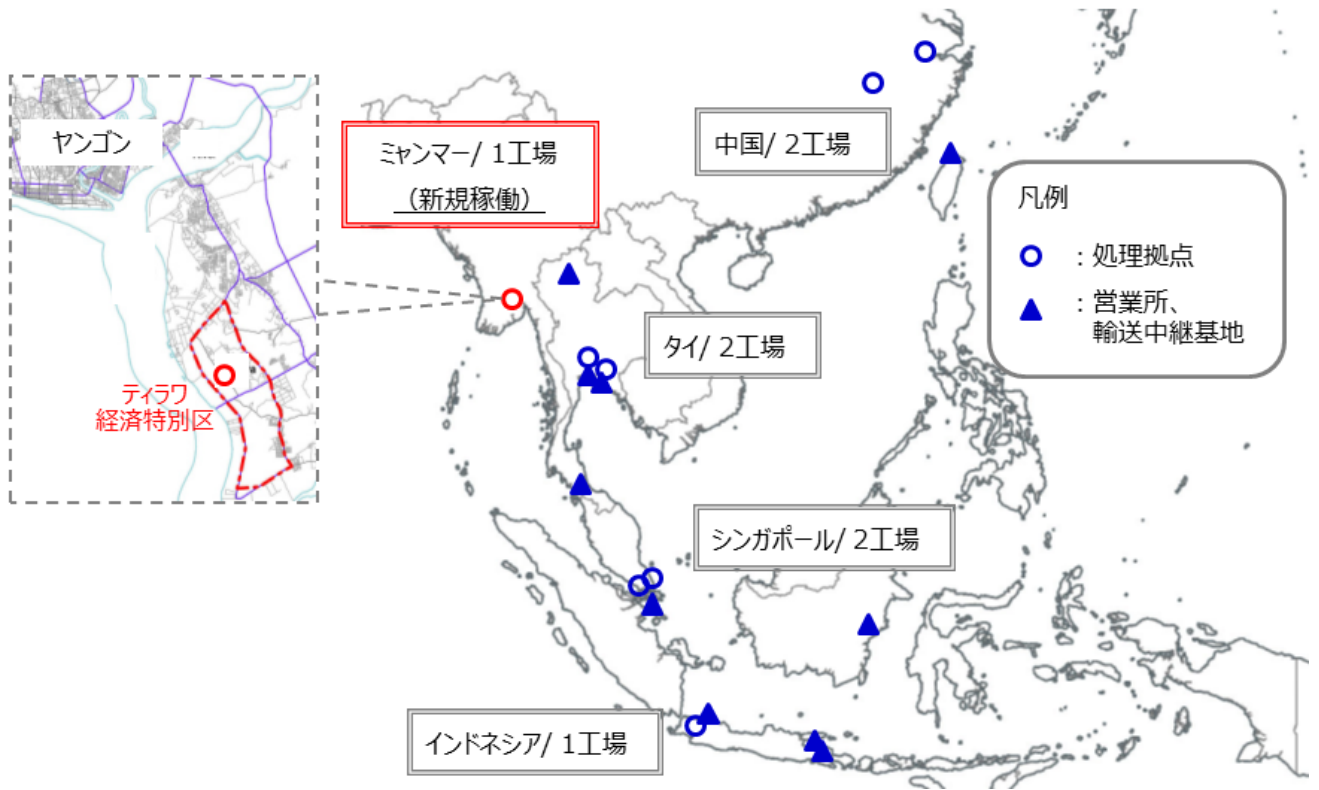 ヤンゴン
ティラワ
経済特別区
ミャンマー/ 1工場
（新規稼働）
中国/ 2工場
タイ/ 2工場
シンガポール/ 2工場
インドネシア/ 1工場
凡例
：処理拠点
：営業所、
輸送中継基地